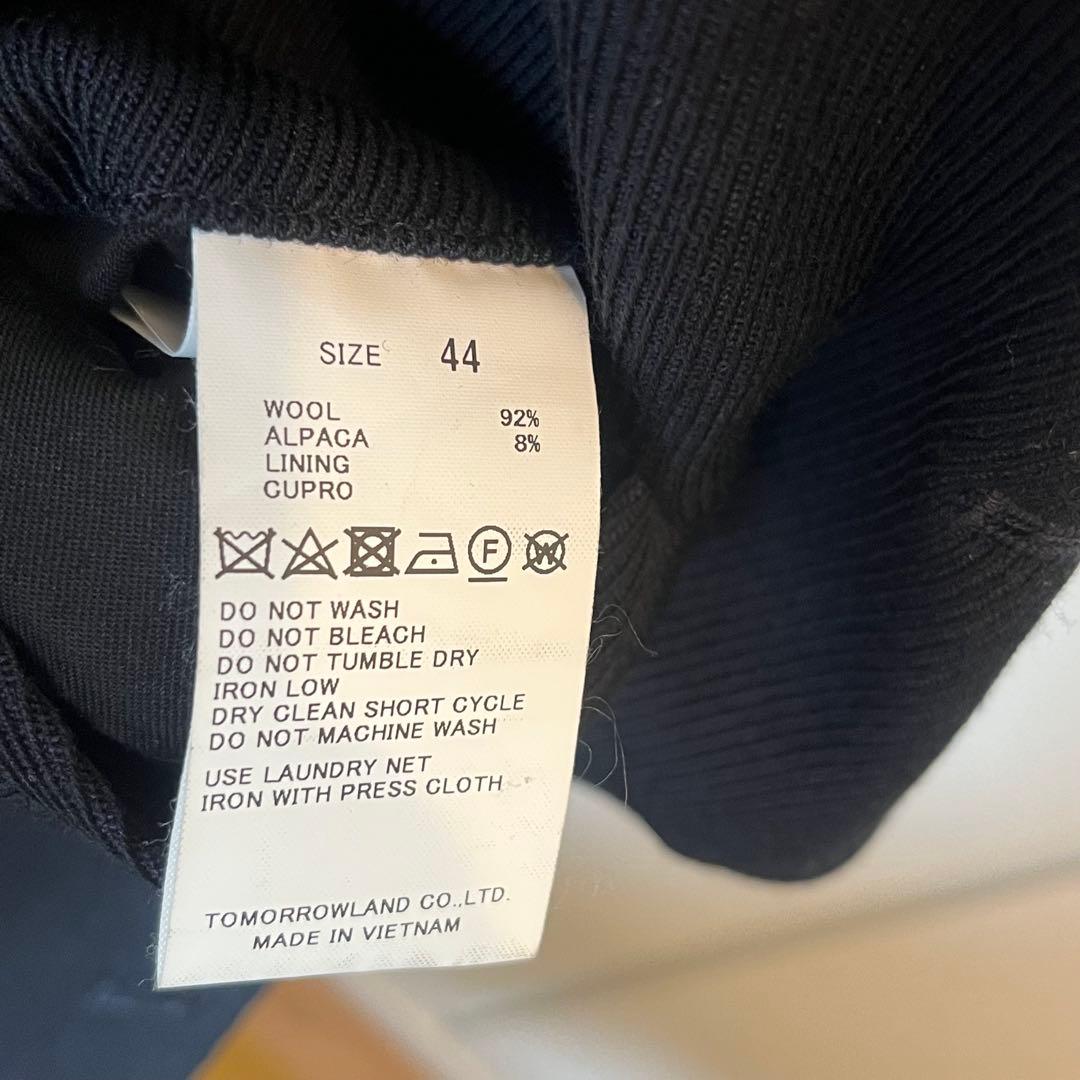 SIZE 44
WOOL 92%
ALPACA 8%
LINING
CUPRO
F W
DO NOT WASH
DO NOT BLEACH
DO NOT TUMBLE DRY
IRON LOW
DRY CLEAN SHORT CYCLE
DO NOT MACHINE WASH
USE LAUNDRY NET
IRON WITH PRESS CLOTH
TOMORROWLAND CO.,LTD.
MADE IN VIETNAM